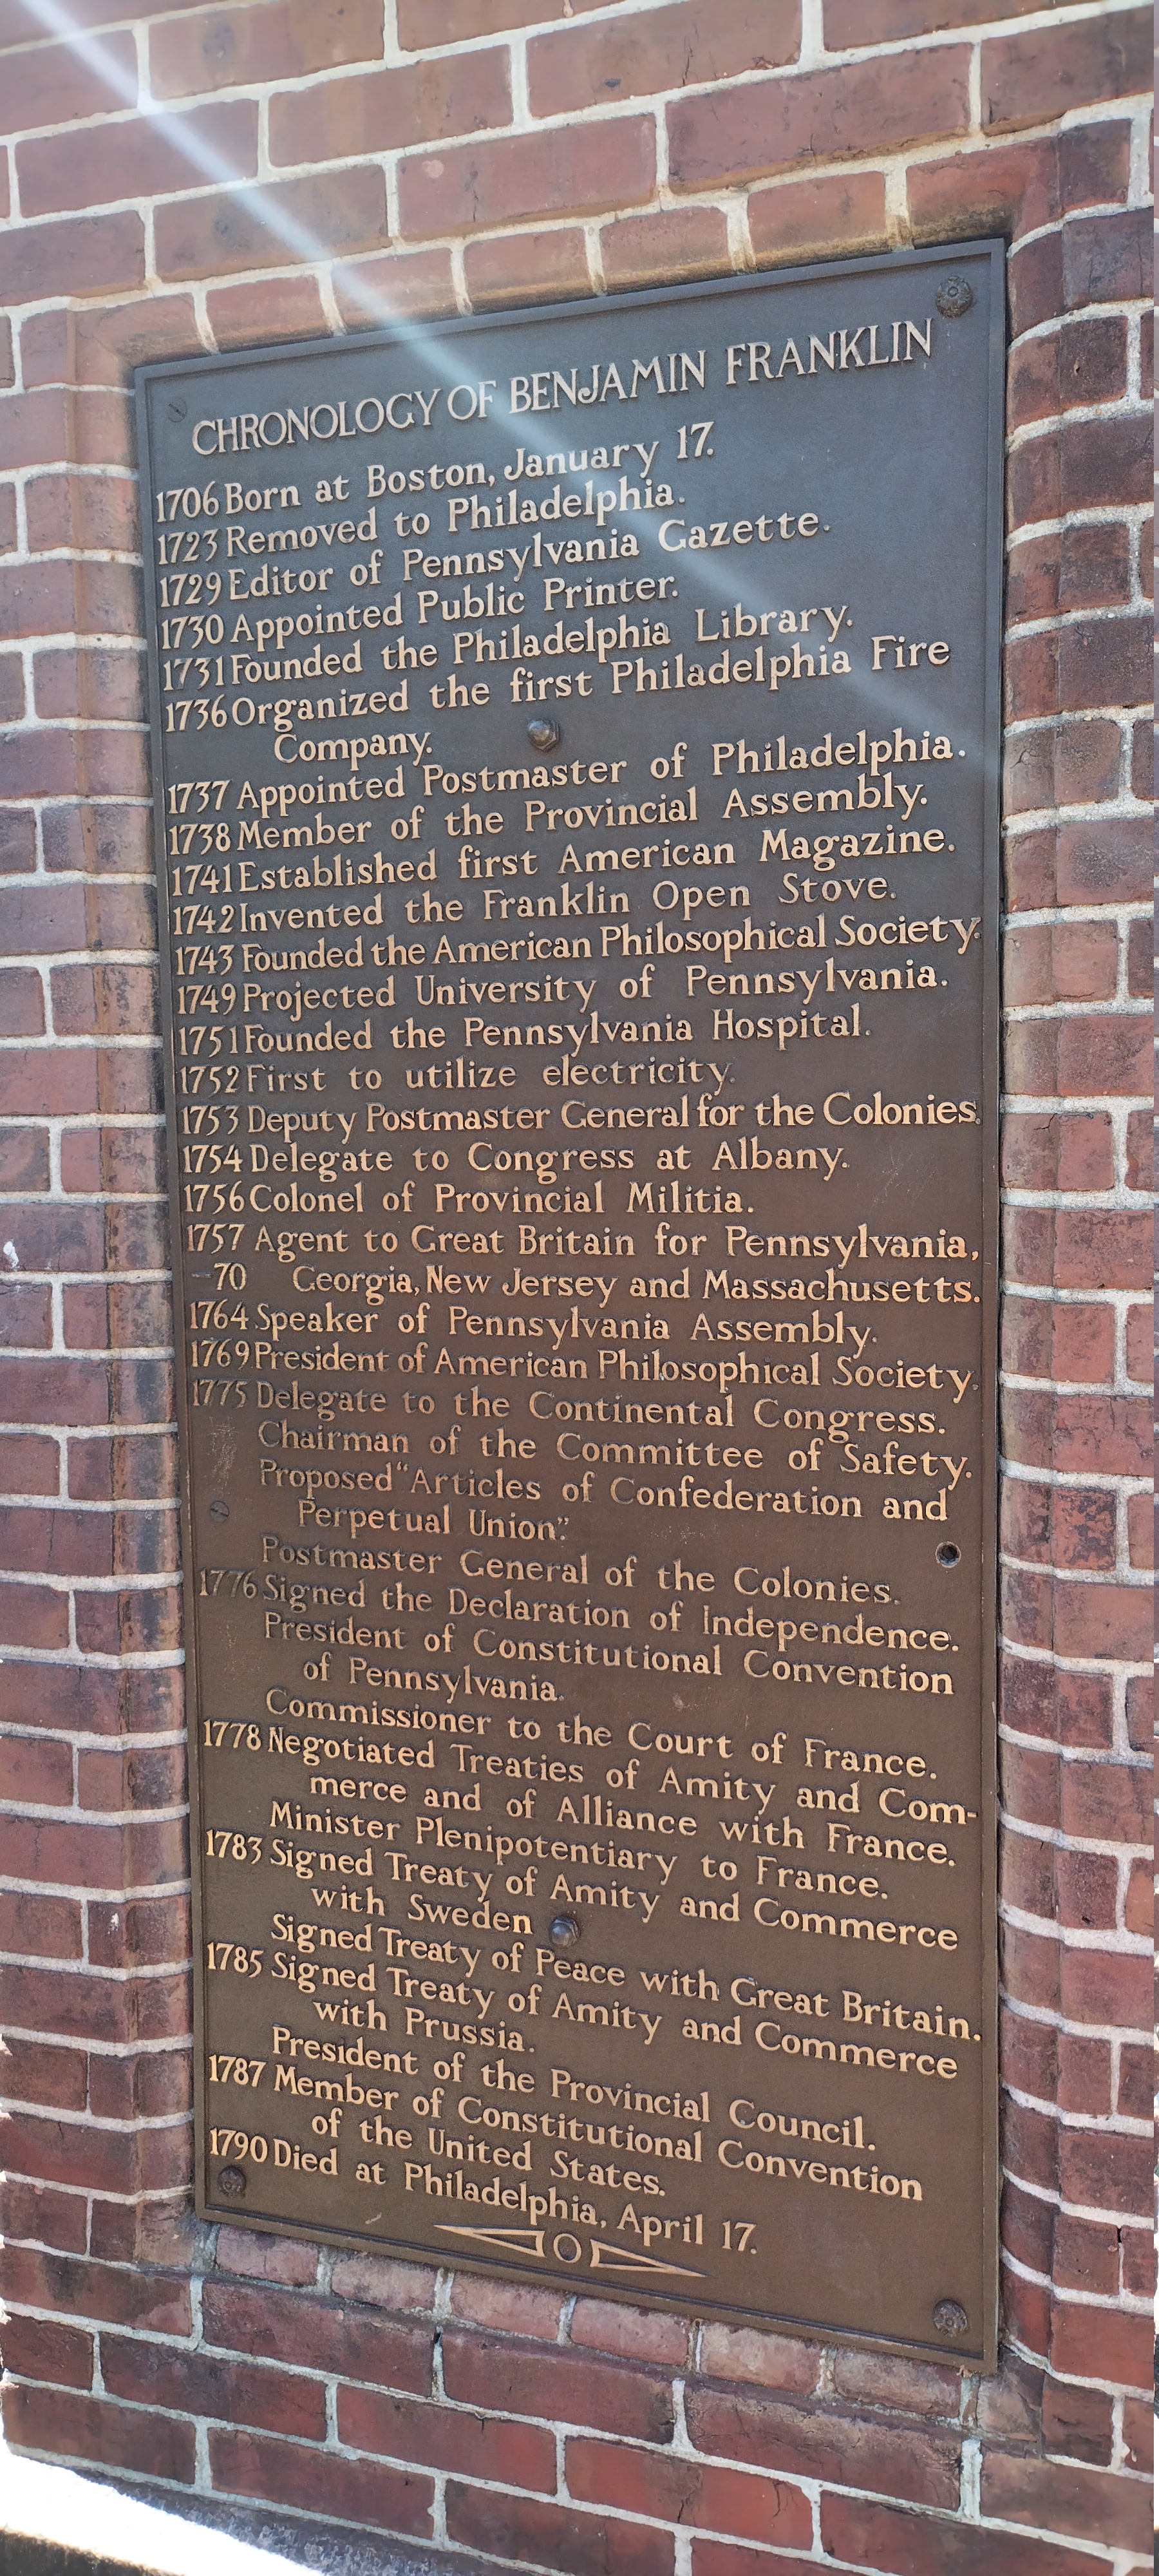 CHRONOLOGY OF BENJAMIN FRANKLIN
1706 Born at Boston, January 17.
1723 Removed to Philadelphia.
1729 Editor of Pennsylvania Gazette.
1730 Appointed Public Printer.
1731 Founded the Philadelphia Library.
1736 Organized the first Philadelphia Fire
Company.
1737 Appointed Postmaster of Philadelphia.
1738 Member of the Provincial Assembly.
1741 Established first American Magazine.
1742 Invented the Franklin Open Stove.
1743 Founded the American Philosophical Society.
1749 Projected University of Pennsylvania.
1751 Founded the Pennsylvania Hospital.
1752 First to utilize electricity.
1753 Deputy Postmaster General for the Colonies.
1754 Delegate to Congress at Albany.
1756 Colonel of Provincial Militia.
1757 Agent to Great Britain for Pennsylvania,
-70 Georgia, New Jersey and Massachusetts.
1764 Speaker of Pennsylvania Assembly.
1769 President of American Philosophical Society.
1775 Delegate to the Continental Congress.
Chairman of the Committee of Safety.
Proposed "Articles of Confederation and
Perpetual Union."
Postmaster General of the Colonies.
1776 Signed the Declaration of Independence.
President of Constitutional Convention
of Pennsylvania.
Commissioner to the Court of France.
1778 Negotiated Treaties of Amity and Com-
merce and of Alliance with France.
Minister Plenipotentiary to France.
1783 Signed Treaty of Amity and Commerce
with Sweden
Signed Treaty of Peace with Great Britain.
1785 Signed Treaty of Amity and Commerce
with Prussia.
President of the Provincial Council.
1787 Member of Constitutional Convention
of the United States.
1790 Died at Philadelphia, April 17.